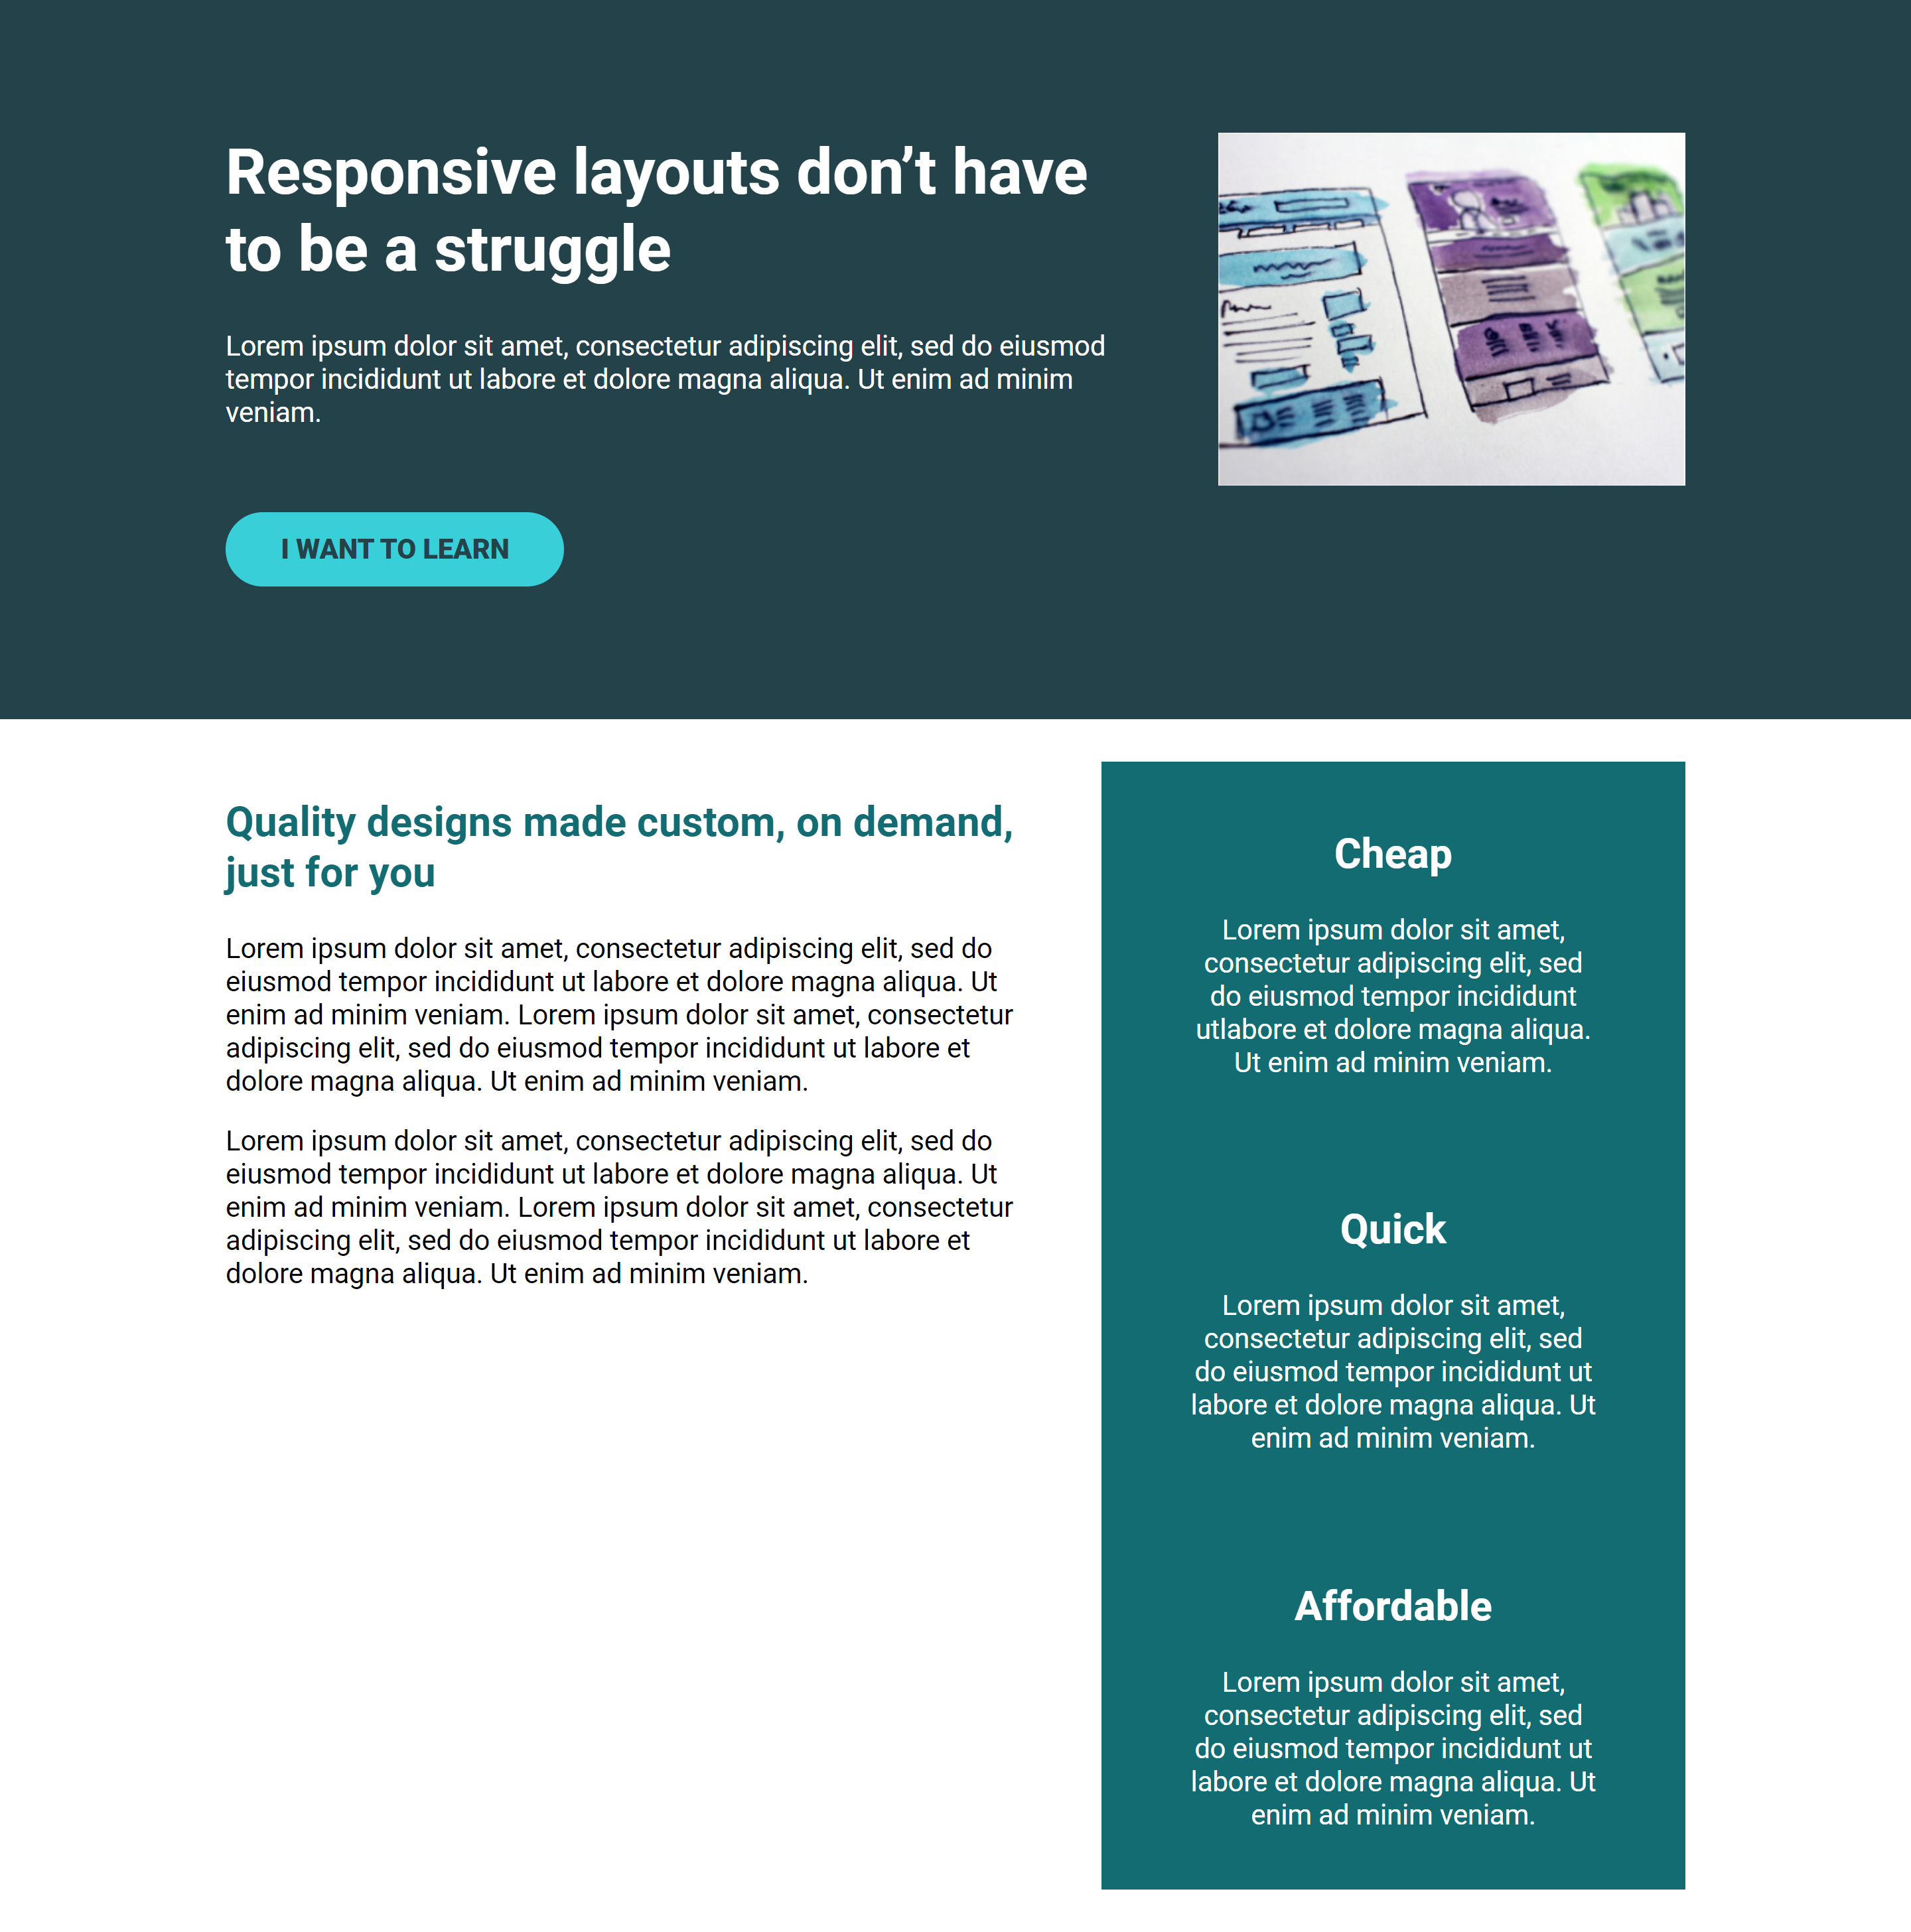 Responsive layouts don’t have
to be a struggle
Lorem ipsum dolor sit amet, consectetur adipiscing elit, sed do eiusmod
tempor incididunt ut labore et dolore magna aliqua. Ut enim ad minim
veniam.
I WANT TO LEARN
Quality designs made custom, on demand,
just for you
Lorem ipsum dolor sit amet, consectetur adipiscing elit, sed do
eiusmod tempor incididunt ut labore et dolore magna aliqua. Ut
enim ad minim veniam. Lorem ipsum dolor sit amet, consectetur
adipiscing elit, sed do eiusmod tempor incididunt ut labore et
dolore magna aliqua. Ut enim ad minim veniam.
Lorem ipsum dolor sit amet, consectetur adipiscing elit, sed do
eiusmod tempor incididunt ut labore et dolore magna aliqua. Ut
enim ad minim veniam. Lorem ipsum dolor sit amet, consectetur
adipiscing elit, sed do eiusmod tempor incididunt ut labore et
dolore magna aliqua. Ut enim ad minim veniam.
Cheap
Lorem ipsum dolor sit amet,
consectetur adipiscing elit, sed
do eiusmod tempor incididunt
utlabore et dolore magna aliqua.
Ut enim ad minim veniam.
Quick
Lorem ipsum dolor sit amet,
consectetur adipiscing elit, sed
do eiusmod tempor incididunt ut
labore et dolore magna aliqua. Ut
enim ad minim veniam.
Affordable
Lorem ipsum dolor sit amet,
consectetur adipiscing elit, sed
do eiusmod tempor incididunt ut
labore et dolore magna aliqua. Ut
enim ad minim veniam.